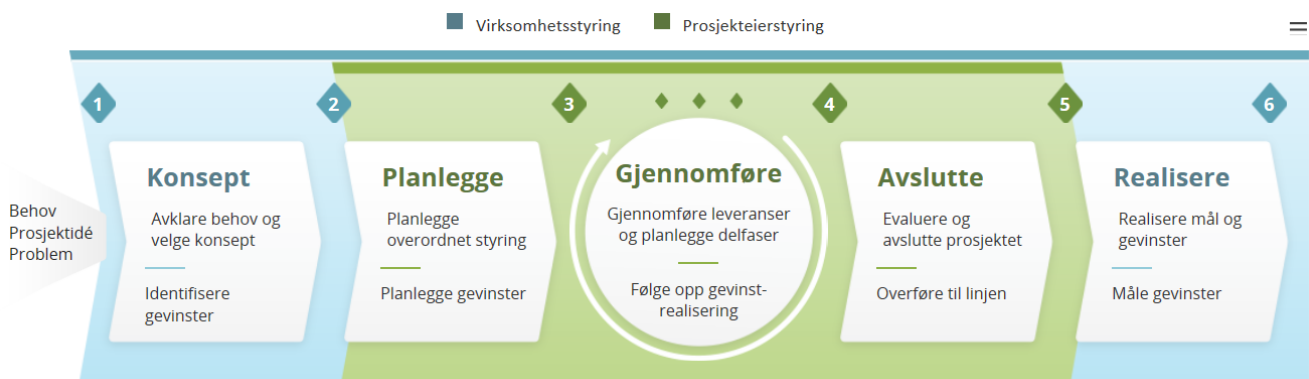 Virksomhetsstyring
Prosjekteierstyring
1
2
3
4
5
6
Behov
Prosjektidé
Problem
Konsept
Avklare behov og
velge konsept
Identifisere
gevinster
Planlegge
Planlegge
overordnet styring
Planlegge gevinster
Gjennomføre
Gjennomføre leveranser
og planlegge delfaser
Følge opp gevinst-
realisering
Avslutte
Evaluere og
avslutte prosjektet
Overføre til linjen
Realisere
Realisere mål og
gevinster
Måle gevinster